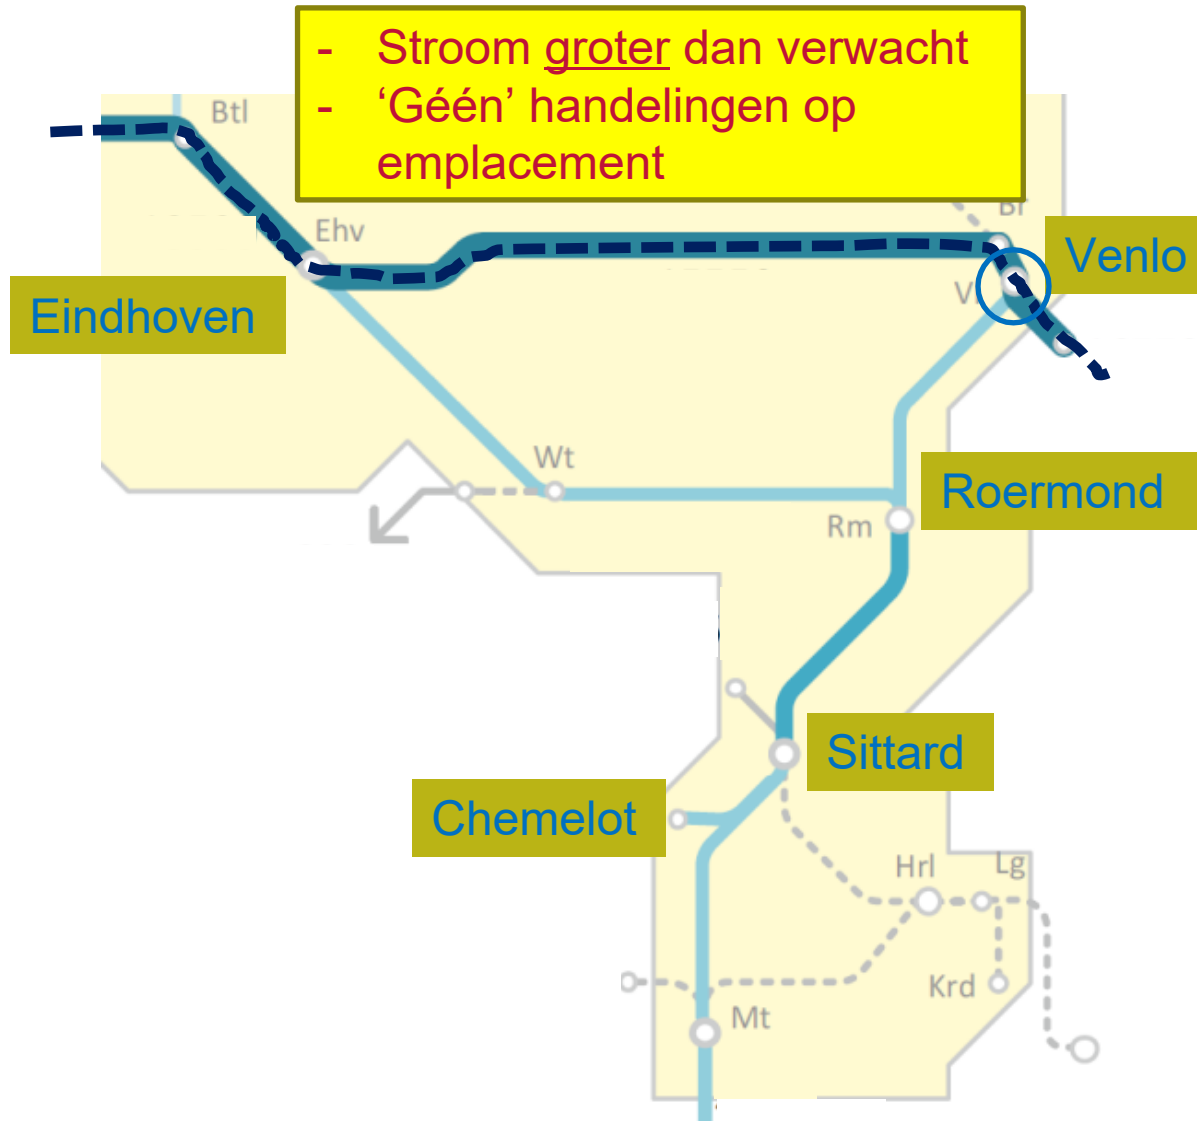 - Stroom groter dan verwacht
- ‘Géén’ handelingen op
emplacement
Btl
Ehv
Br
Venlo
Eindhoven
Wt
Roermond
Rm
Sittard
Chemelot
Hrl
Lg
Krd
Mt